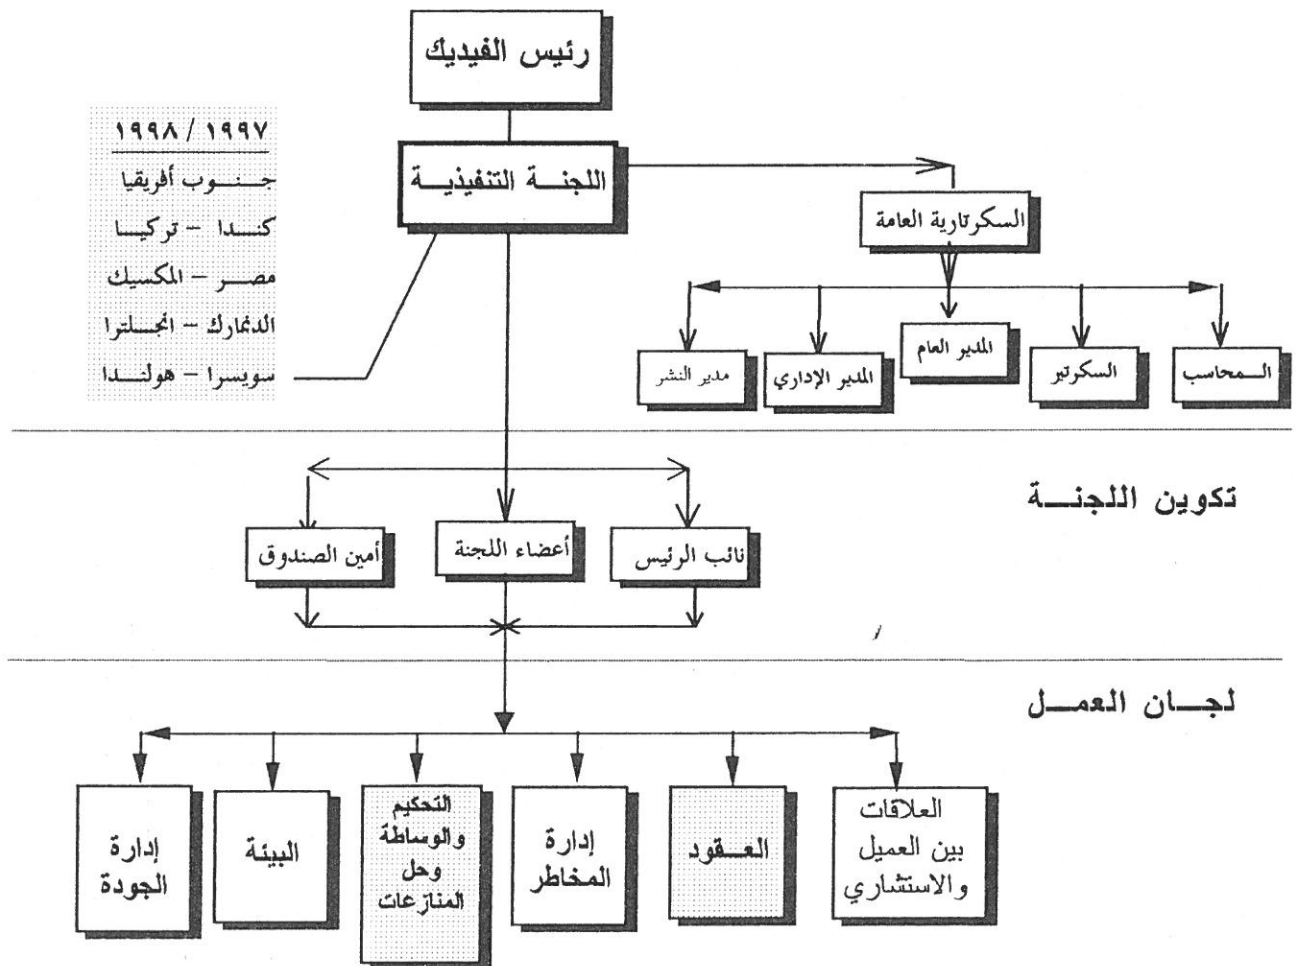 رئيس الفيديك
١٩٩٧ / ١٩٩٨
جنوب أفريقيا
كندا - تركيا
مصر - المكسيك
الدنمارك - انجلترا
سويسرا - هولندا
اللجنة التنفيذية
السكرتارية العامة
المحاسب
السكرتير
المدير العام
المدير الإداري
مدير النشر
تكوين اللجنة
نائب الرئيس
أعضاء اللجنة
أمين الصندوق
لجان العمل
العلاقات
بين العميل
والاستشاري
العقود
إدارة
المخاطر
التحكيم
والوساطة
وحل
المنازعات
البيئة
إدارة
الجودة